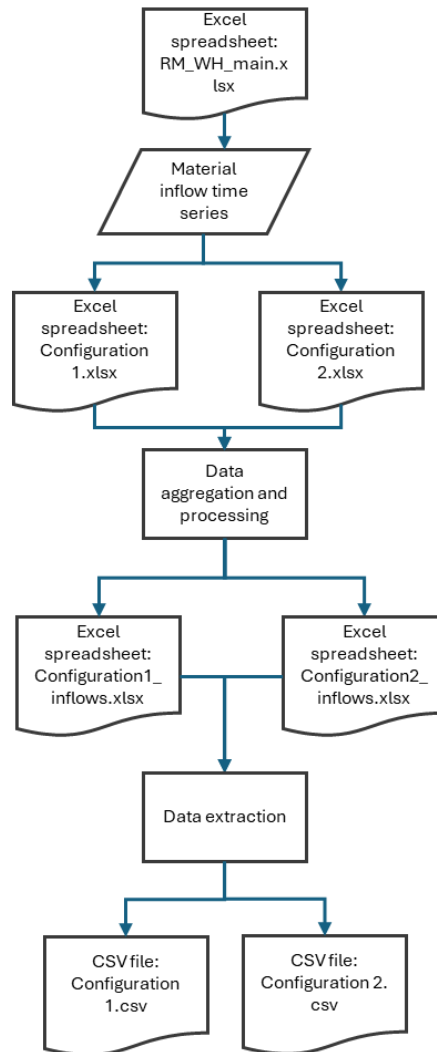 Excel
spreadsheet:
RM_WH_main.x
lsx
Material
inflow time
series
Excel
spreadsheet:
Configuration
1.xlsx
Excel
spreadsheet:
Configuration
2.xlsx
Data
aggregation and
processing
Excel
spreadsheet:
Configuration1_
inflows.xlsx
Excel
spreadsheet:
Configuration2_
inflows.xlsx
Data extraction
CSV file:
Configuration
1.csv
CSV file:
Configuration 2.
csv